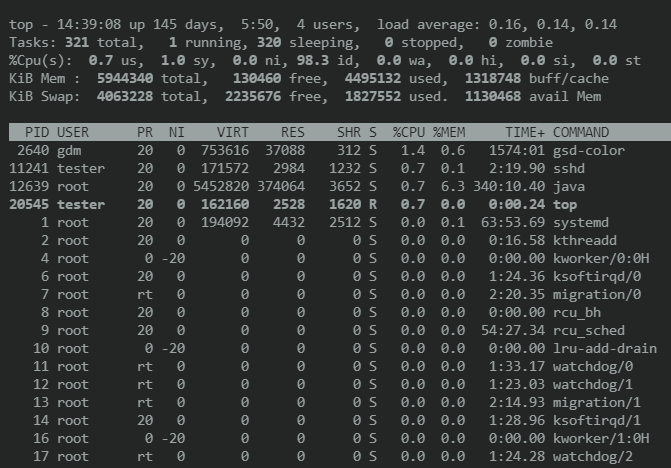 top - 14:39:08 up 145 days,  5:50,  4 users,  load average: 0.16, 0.14, 0.14
Tasks: 321 total,   1 running, 320 sleeping,   0 stopped,   0 zombie
%Cpu(s):  0.7 us,  1.0 sy,  0.0 ni, 98.3 id,  0.0 wa,  0.0 hi,  0.0 si,  0.0 st
KiB Mem :  5944340 total,   130460 free,  4495132 used,  1318748 buff/cache
KiB Swap:  4063228 total,  2235676 free,  1827552 used.  1130468 avail Mem
PID USER      PR  NI    VIRT    RES    SHR S  %CPU %MEM     TIME+ COMMAND
2640 gdm       20   0  753616  37088    312 S   1.4  0.6   1574:01 gsd-color
11241 tester    20   0  171572   2984   1232 S   0.7  0.1   2:19.90 sshd
12639 root      20   0 5452820 374064   3652 S   0.7  6.3 340:10.40 java
20545 tester    20   0  162160   2528   1620 R   0.7  0.0   0:00.24 top
1 root      20   0  194092   4432   2512 S   0.0  0.1  63:53.69 systemd
2 root      20   0       0      0      0 S   0.0  0.0   0:16.58 kthreadd
4 root       0 -20       0      0      0 S   0.0  0.0   0:00.00 kworker/0:0H
6 root      20   0       0      0      0 S   0.0  0.0   1:24.36 ksoftirqd/0
7 root      rt   0       0      0      0 S   0.0  0.0   2:20.35 migration/0
8 root      20   0       0      0      0 S   0.0  0.0   0:00.00 rcu_bh
9 root      20   0       0      0      0 S   0.0  0.0  54:27.34 rcu_sched
10 root       0 -20       0      0      0 S   0.0  0.0   0:00.00 lru-add-drain
11 root      rt   0       0      0      0 S   0.0  0.0   1:33.17 watchdog/0
12 root      rt   0       0      0      0 S   0.0  0.0   1:23.03 watchdog/1
13 root      rt   0       0      0      0 S   0.0  0.0   2:14.93 migration/1
14 root      20   0       0      0      0 S   0.0  0.0   1:28.96 ksoftirqd/1
16 root       0 -20       0      0      0 S   0.0  0.0   0:00.00 kworker/1:0H
17 root      rt   0       0      0      0 S   0.0  0.0   1:24.28 watchdog/2